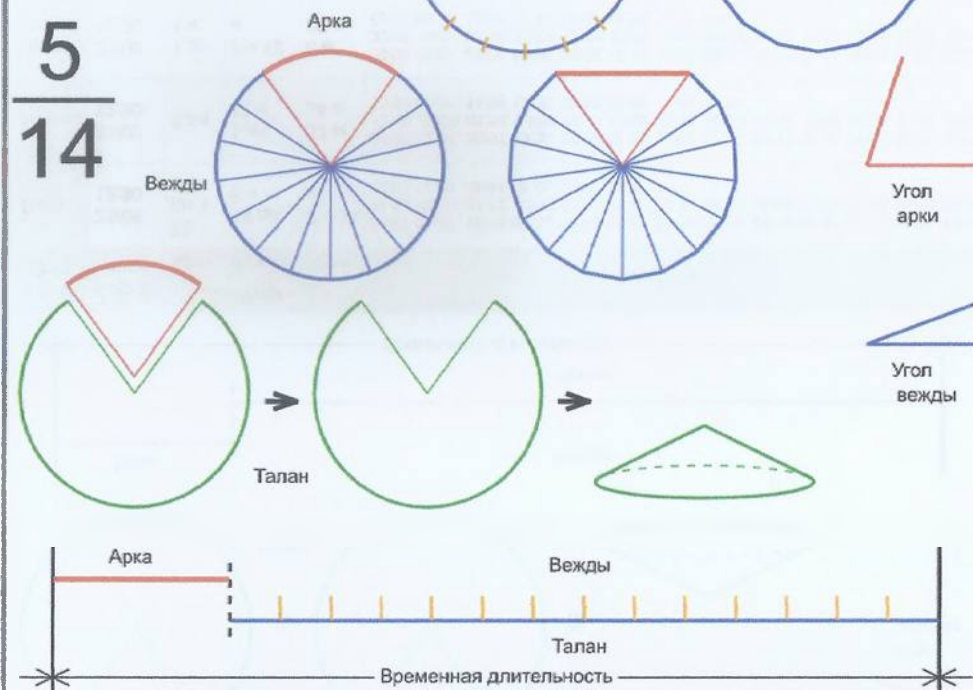 5
14
Арка
Вежды
Угол
арки
Угол
вежды
Талан
Арка
Вежды
Талан
Временная длительность